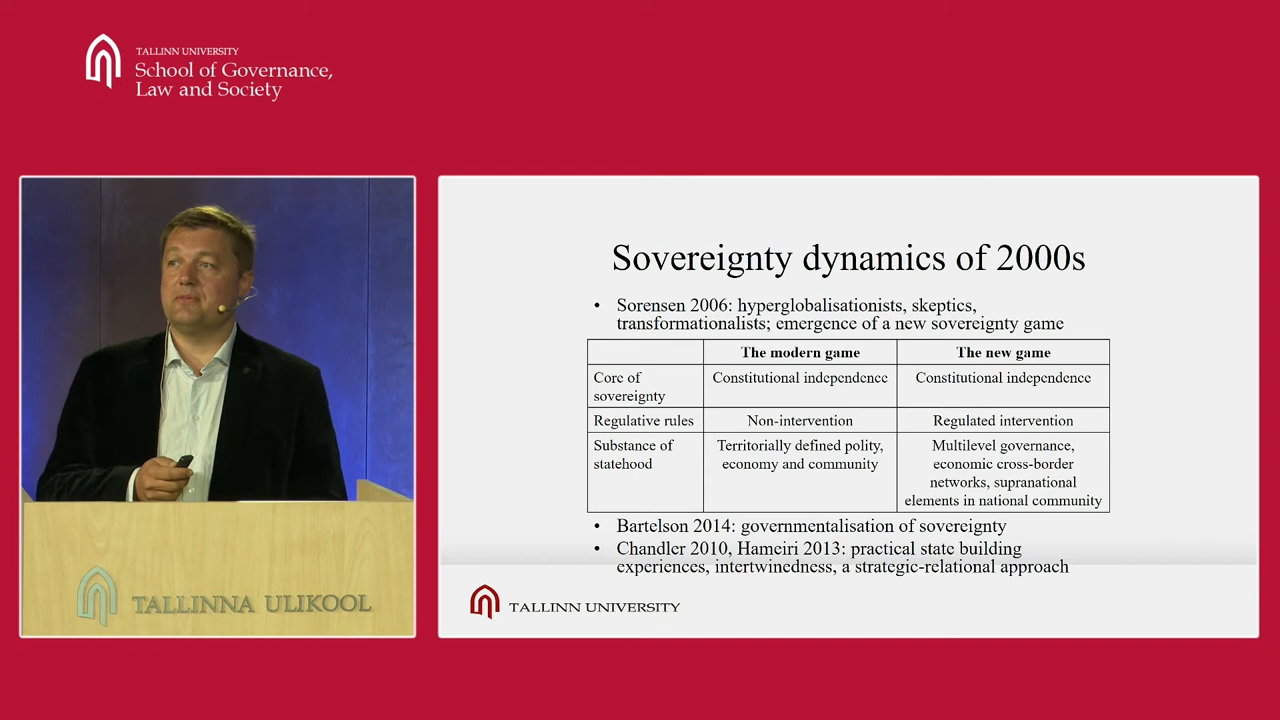 TALLINN UNIVERSITY
School of Governance,
Law and Society
TALLINNA ULIKOOL
Sovereignty dynamics of 2000s
• Sorensen 2006: hyperglobalisationists, skeptics,
transformationalists; emergence of a new sovereignty game
The modern game
The new game
Core of
sovereignty
Constitutional independence
Constitutional independence
Regulative rules
Non-intervention
Regulated intervention
Substance of
statehood
Territorially defined polity,
economy and community
Multilevel governance,
economic cross-border
networks, supranational
elements in national community
• Bartelson 2014: governmentalisation of sovereignty
• Chandler 2010, Hameiri 2013: practical state building
experiences, intertwinedness, a strategic-relational approach
TALLINN UNIVERSITY